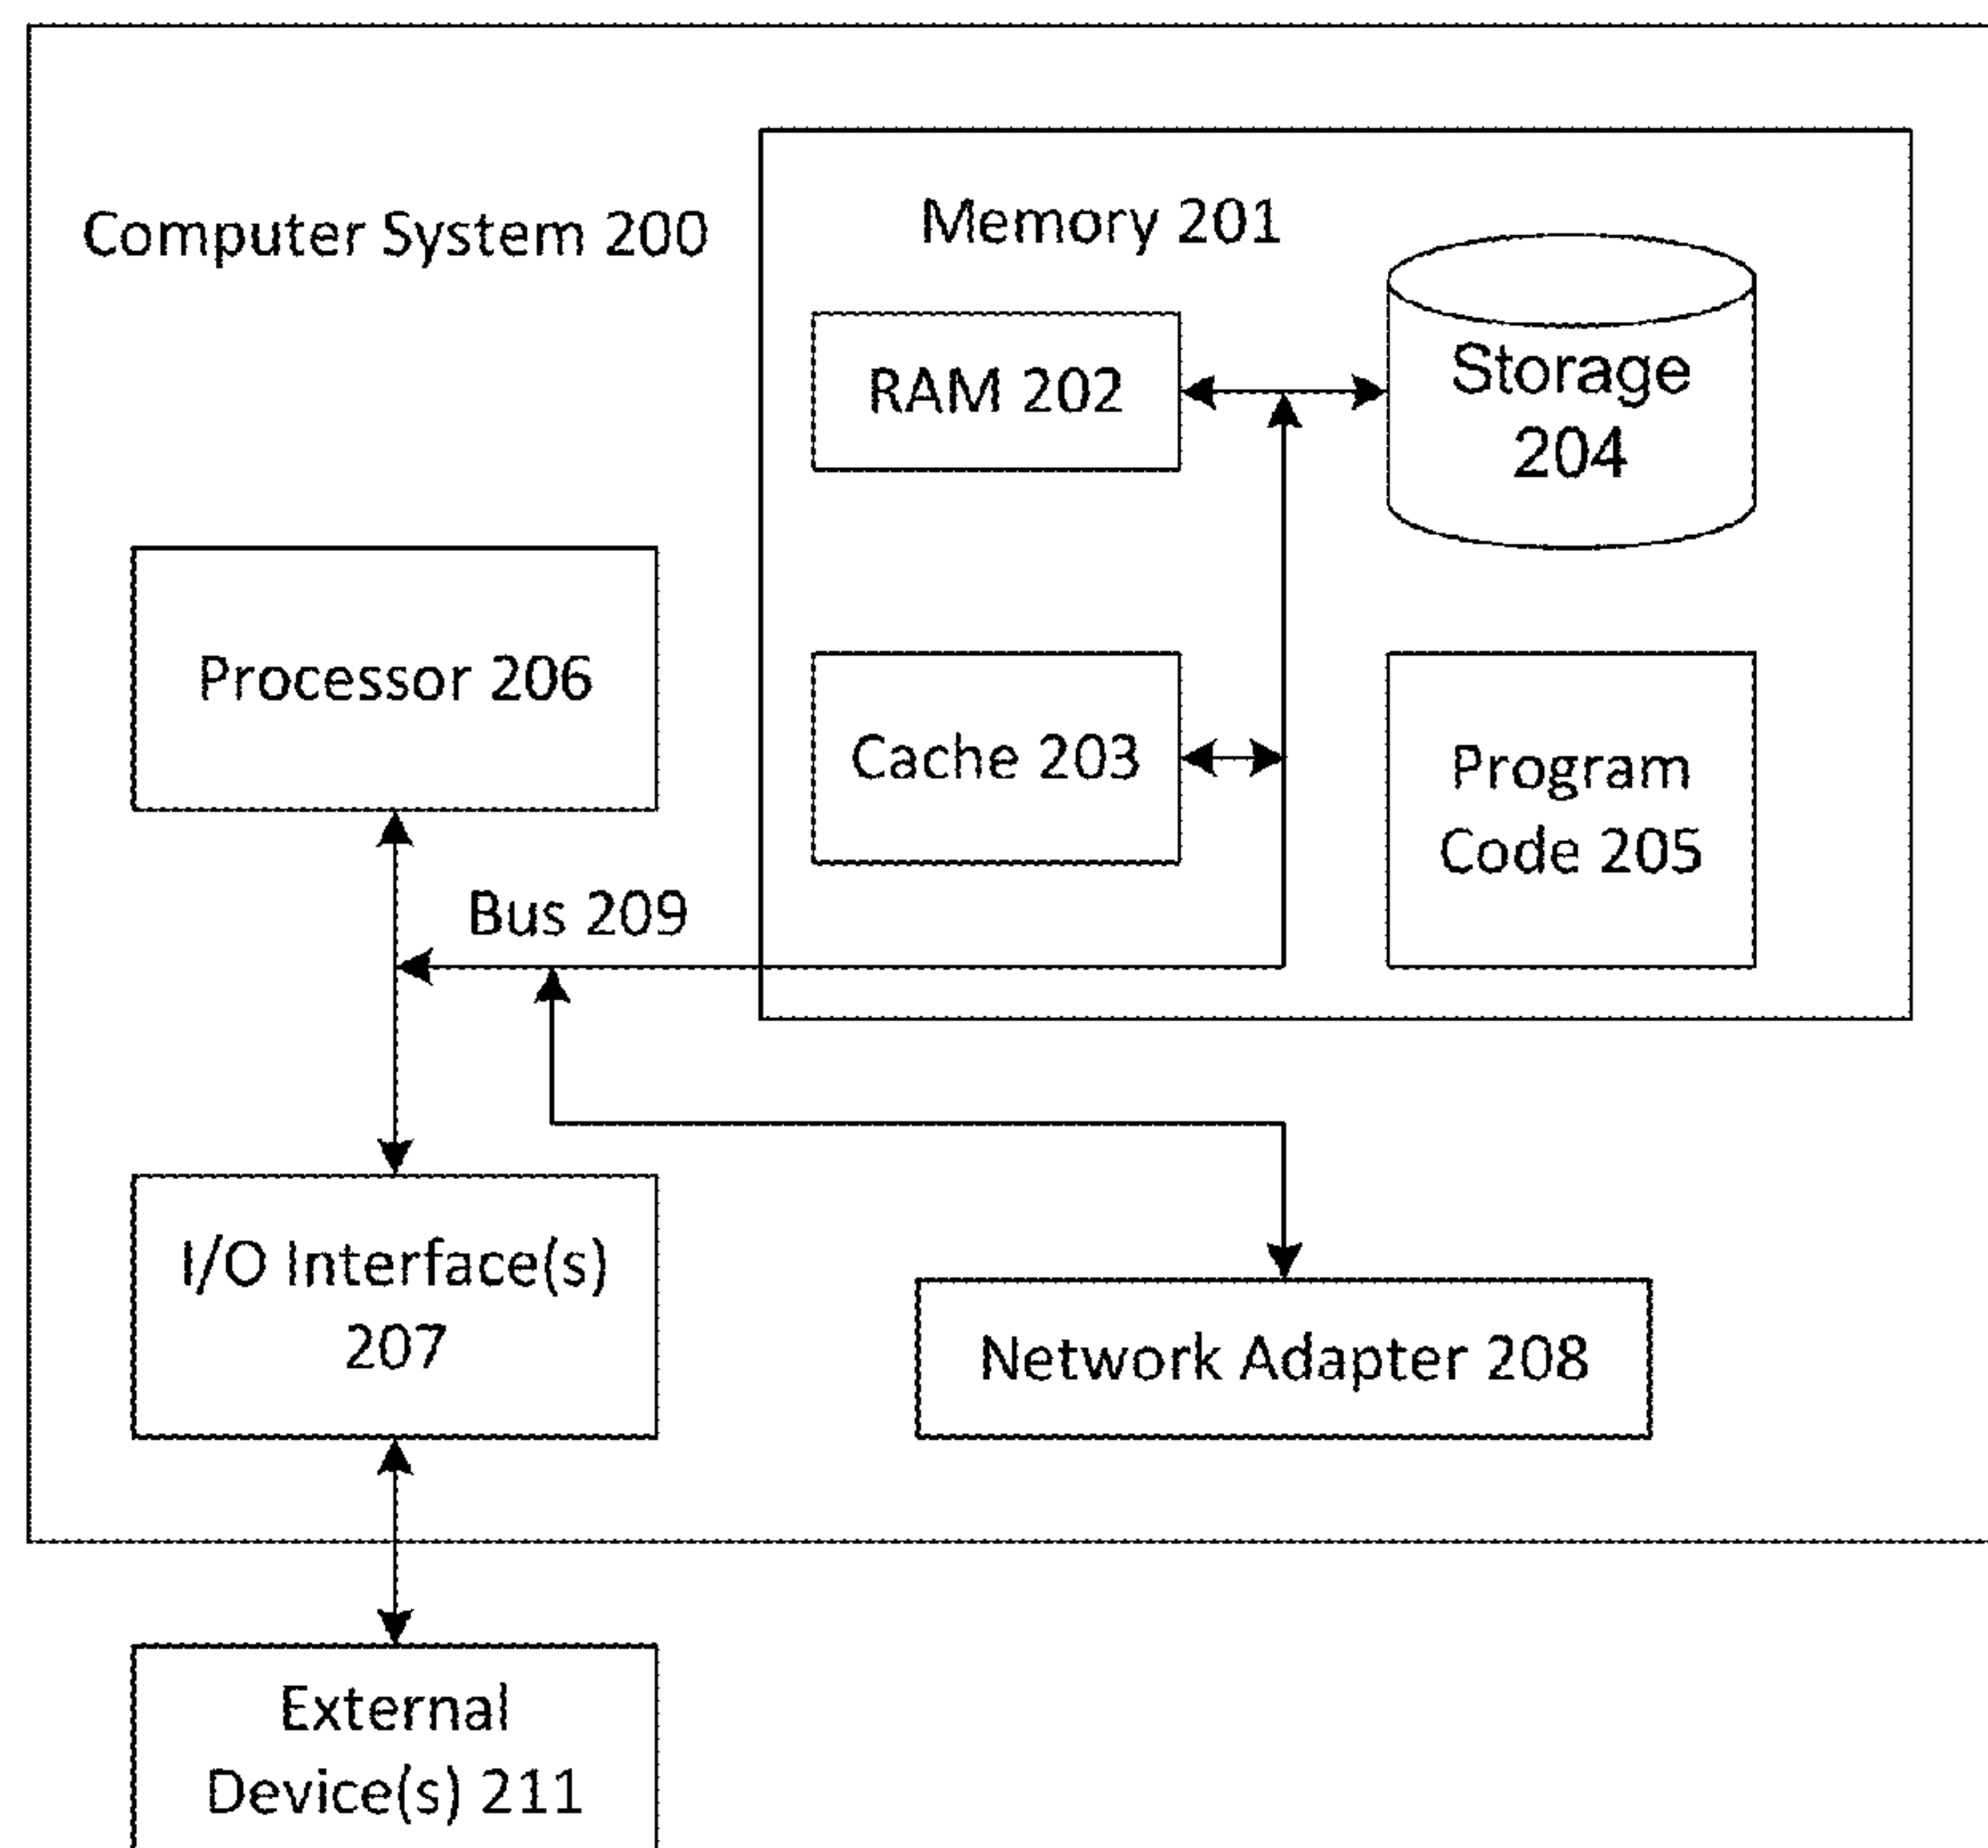 Computer System 200
Memory 201
RAM 202
Storage
204
Processor 206
Cache 203
Program
Code 205
Bus 209
I/O Interface(s)
207
Network Adapter 208
External
Device(s) 211